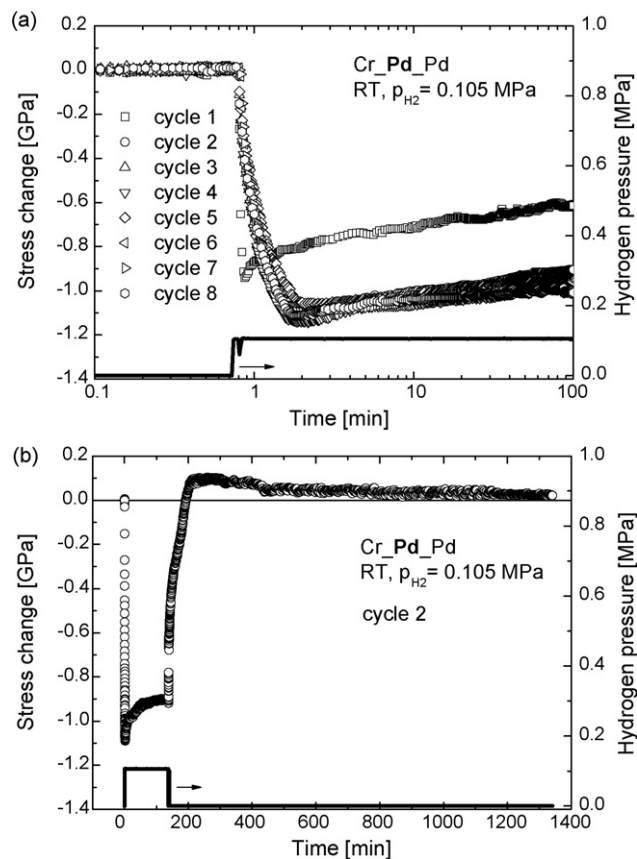 (a)
0.2
0.0
-0.2
-0.4
-0.6
-0.8
-1.0
-1.2
-1.4
Stress change [GPa]
cycle 1
cycle 2
cycle 3
cycle 4
cycle 5
cycle 6
cycle 7
cycle 8
Cr_Pd_Pd
RT, pH2= 0.105 MPa
1.0
0.8
0.6
0.4
0.2
0.0
Hydrogen pressure [MPa]
0.1
1
10
100
Time [min]
(b)
0.2
0.0
-0.2
-0.4
-0.6
-0.8
-1.0
-1.2
-1.4
Stress change [GPa]
Cr_Pd_Pd
RT, pH2= 0.105 MPa
cycle 2
1.0
0.8
0.6
0.4
0.2
0.0
Hydrogen pressure [MPa]
0
200
400
600
800
1000
1200
1400
Time [min]